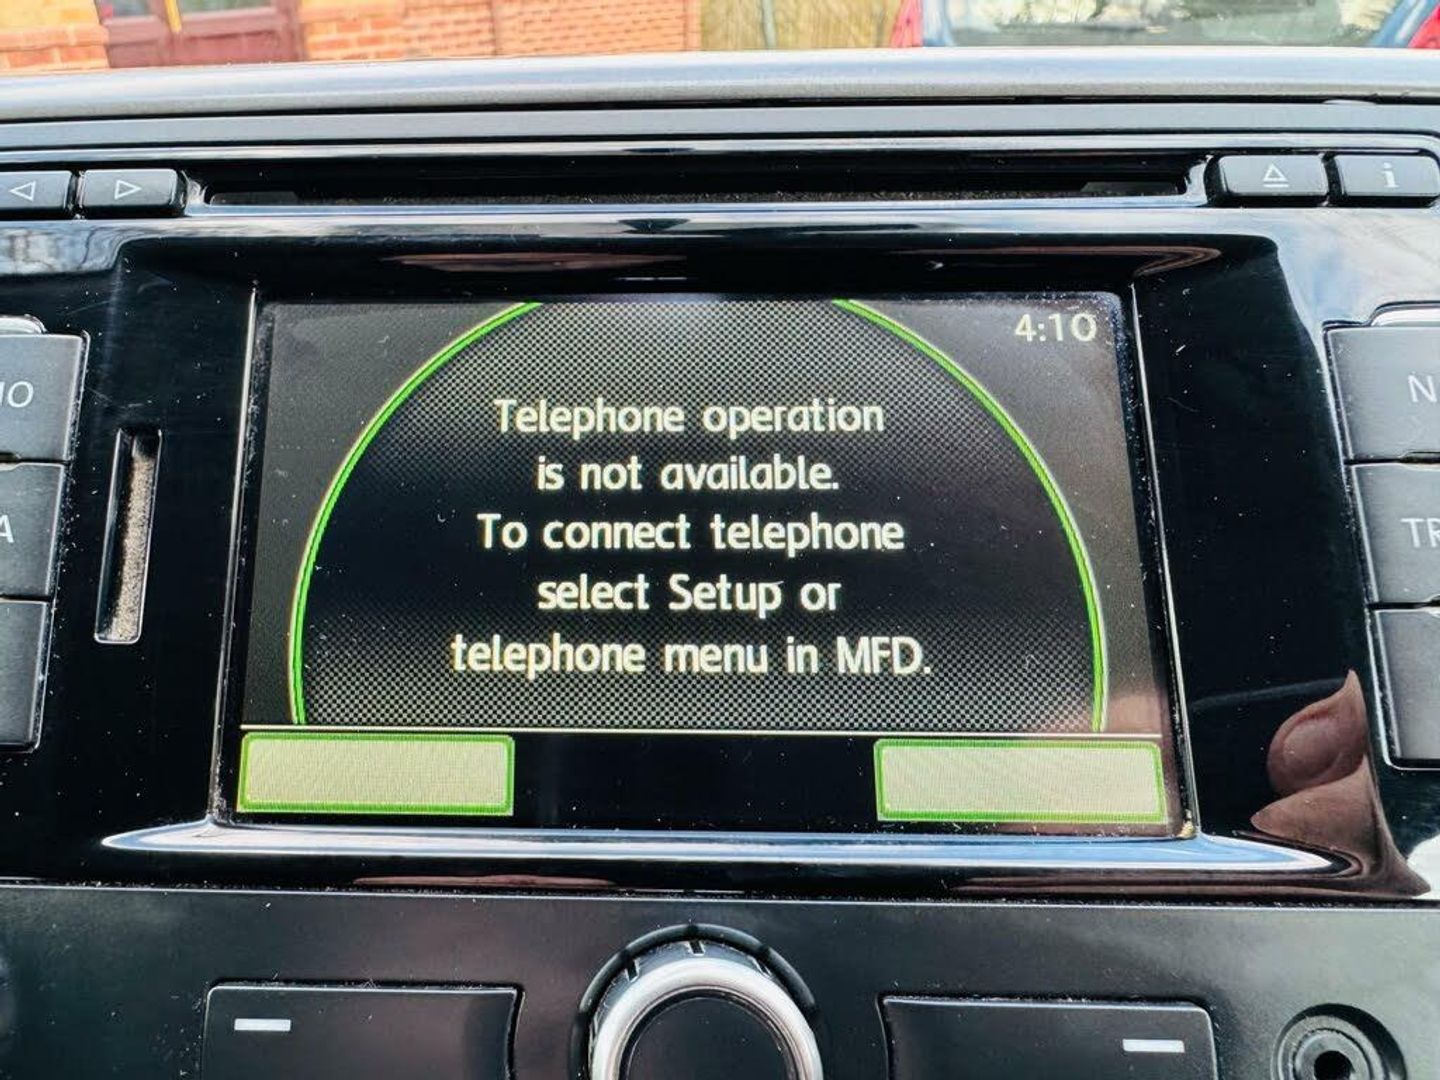 4:10
Telephone operation
is not available.
To connect telephone
select Setup or
telephone menu in MFD.
i